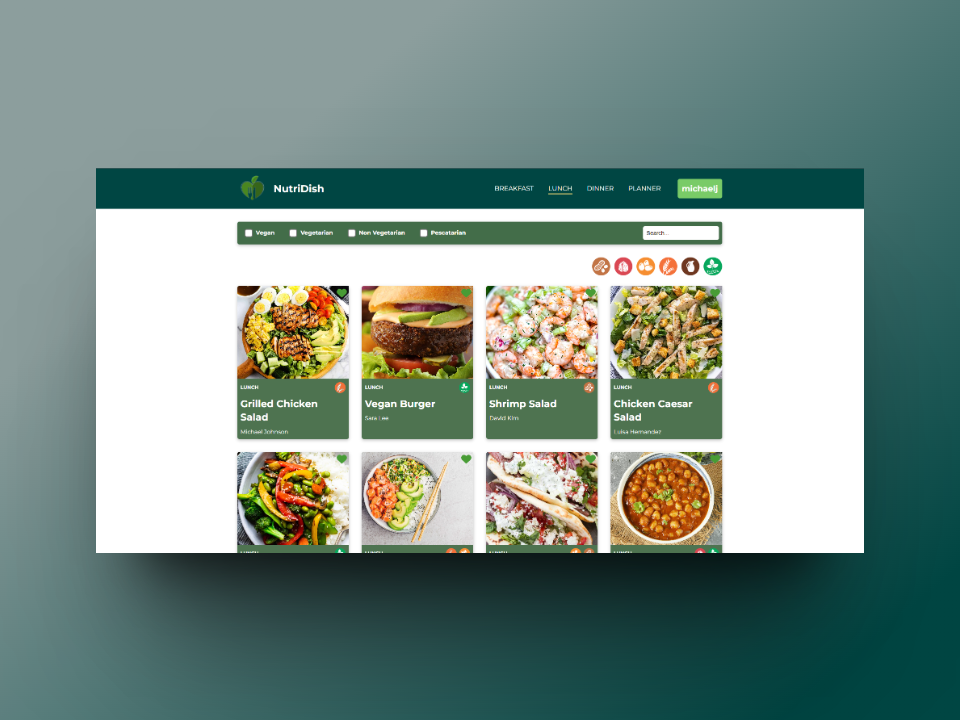 NutriDish
BREAKFAST LUNCH DINNER PLANNER michaelj
Vegan Vegetarian Non Vegetarian Pescatarian Search...
LUNCH
Grilled Chicken
Salad
Michael Johnson
LUNCH
Vegan Burger
Sara Lee
LUNCH
Shrimp Salad
David Kim
LUNCH
Chicken Caesar
Salad
Luisa Hernandez
LUNCH LUNCH LUNCH LUNCH